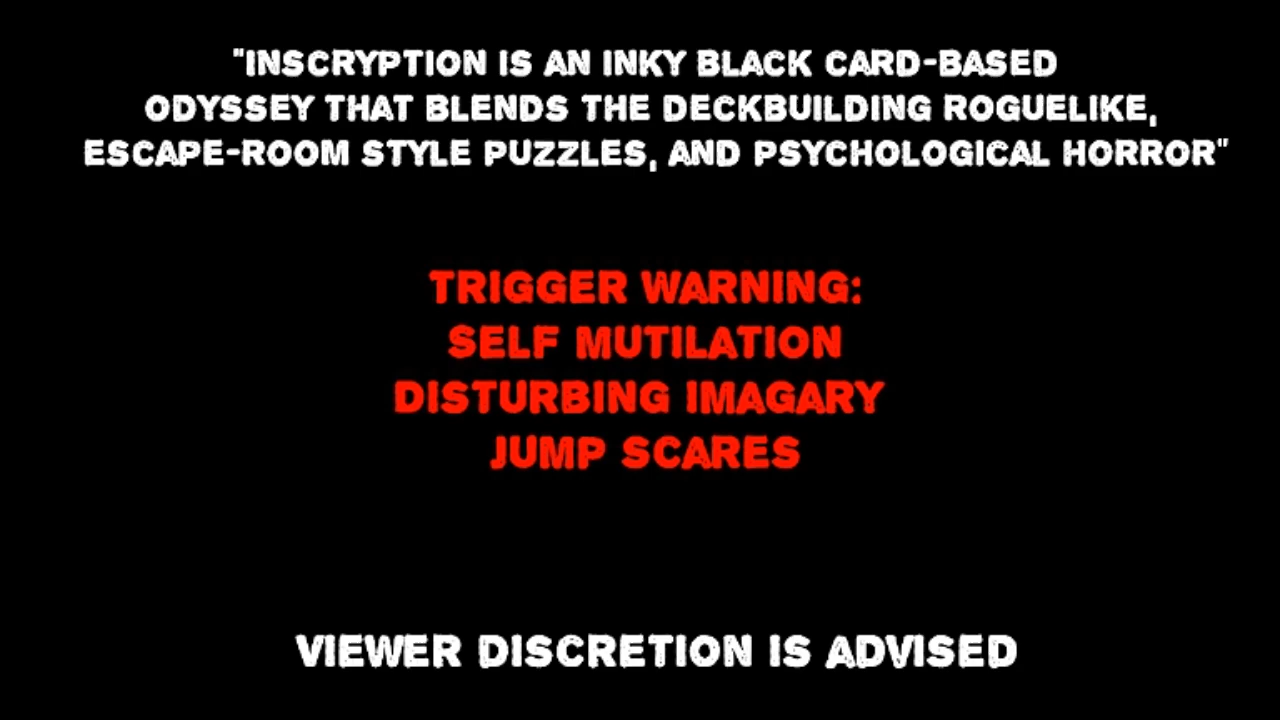 "INSCRYPTION IS AN INKY BLACK CARD-BASED
ODYSSEY THAT BLENDS THE DECKBUILDING ROGUELIKE,
ESCAPE-ROOM STYLE PUZZLES, AND PSYCHOLOGICAL HORROR"
TRIGGER WARNING:
SELF MUTILATION
DISTURBING IMAGARY
JUMP SCARES
VIEWER DISCRETION IS ADVISED